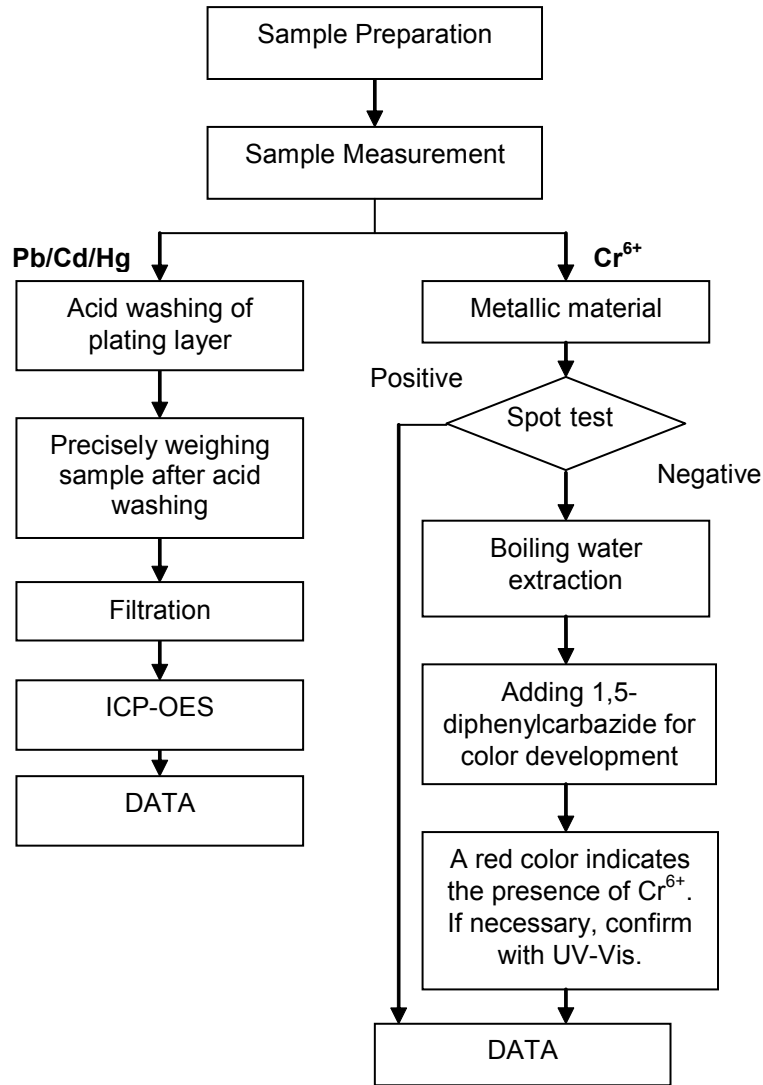 Sample Preparation
Sample Measurement
Pb/Cd/Hg
Acid washing of
plating layer
Precisely weighing
sample after acid
washing
Filtration
ICP-OES
DATA
Cr⁶⁺
Metallic material
Positive
Spot test
Negative
Boiling water
extraction
Adding 1,5-
diphenylcarbazide for
color development
A red color indicates
the presence of Cr⁶⁺.
If necessary, confirm
with UV-Vis.
DATA